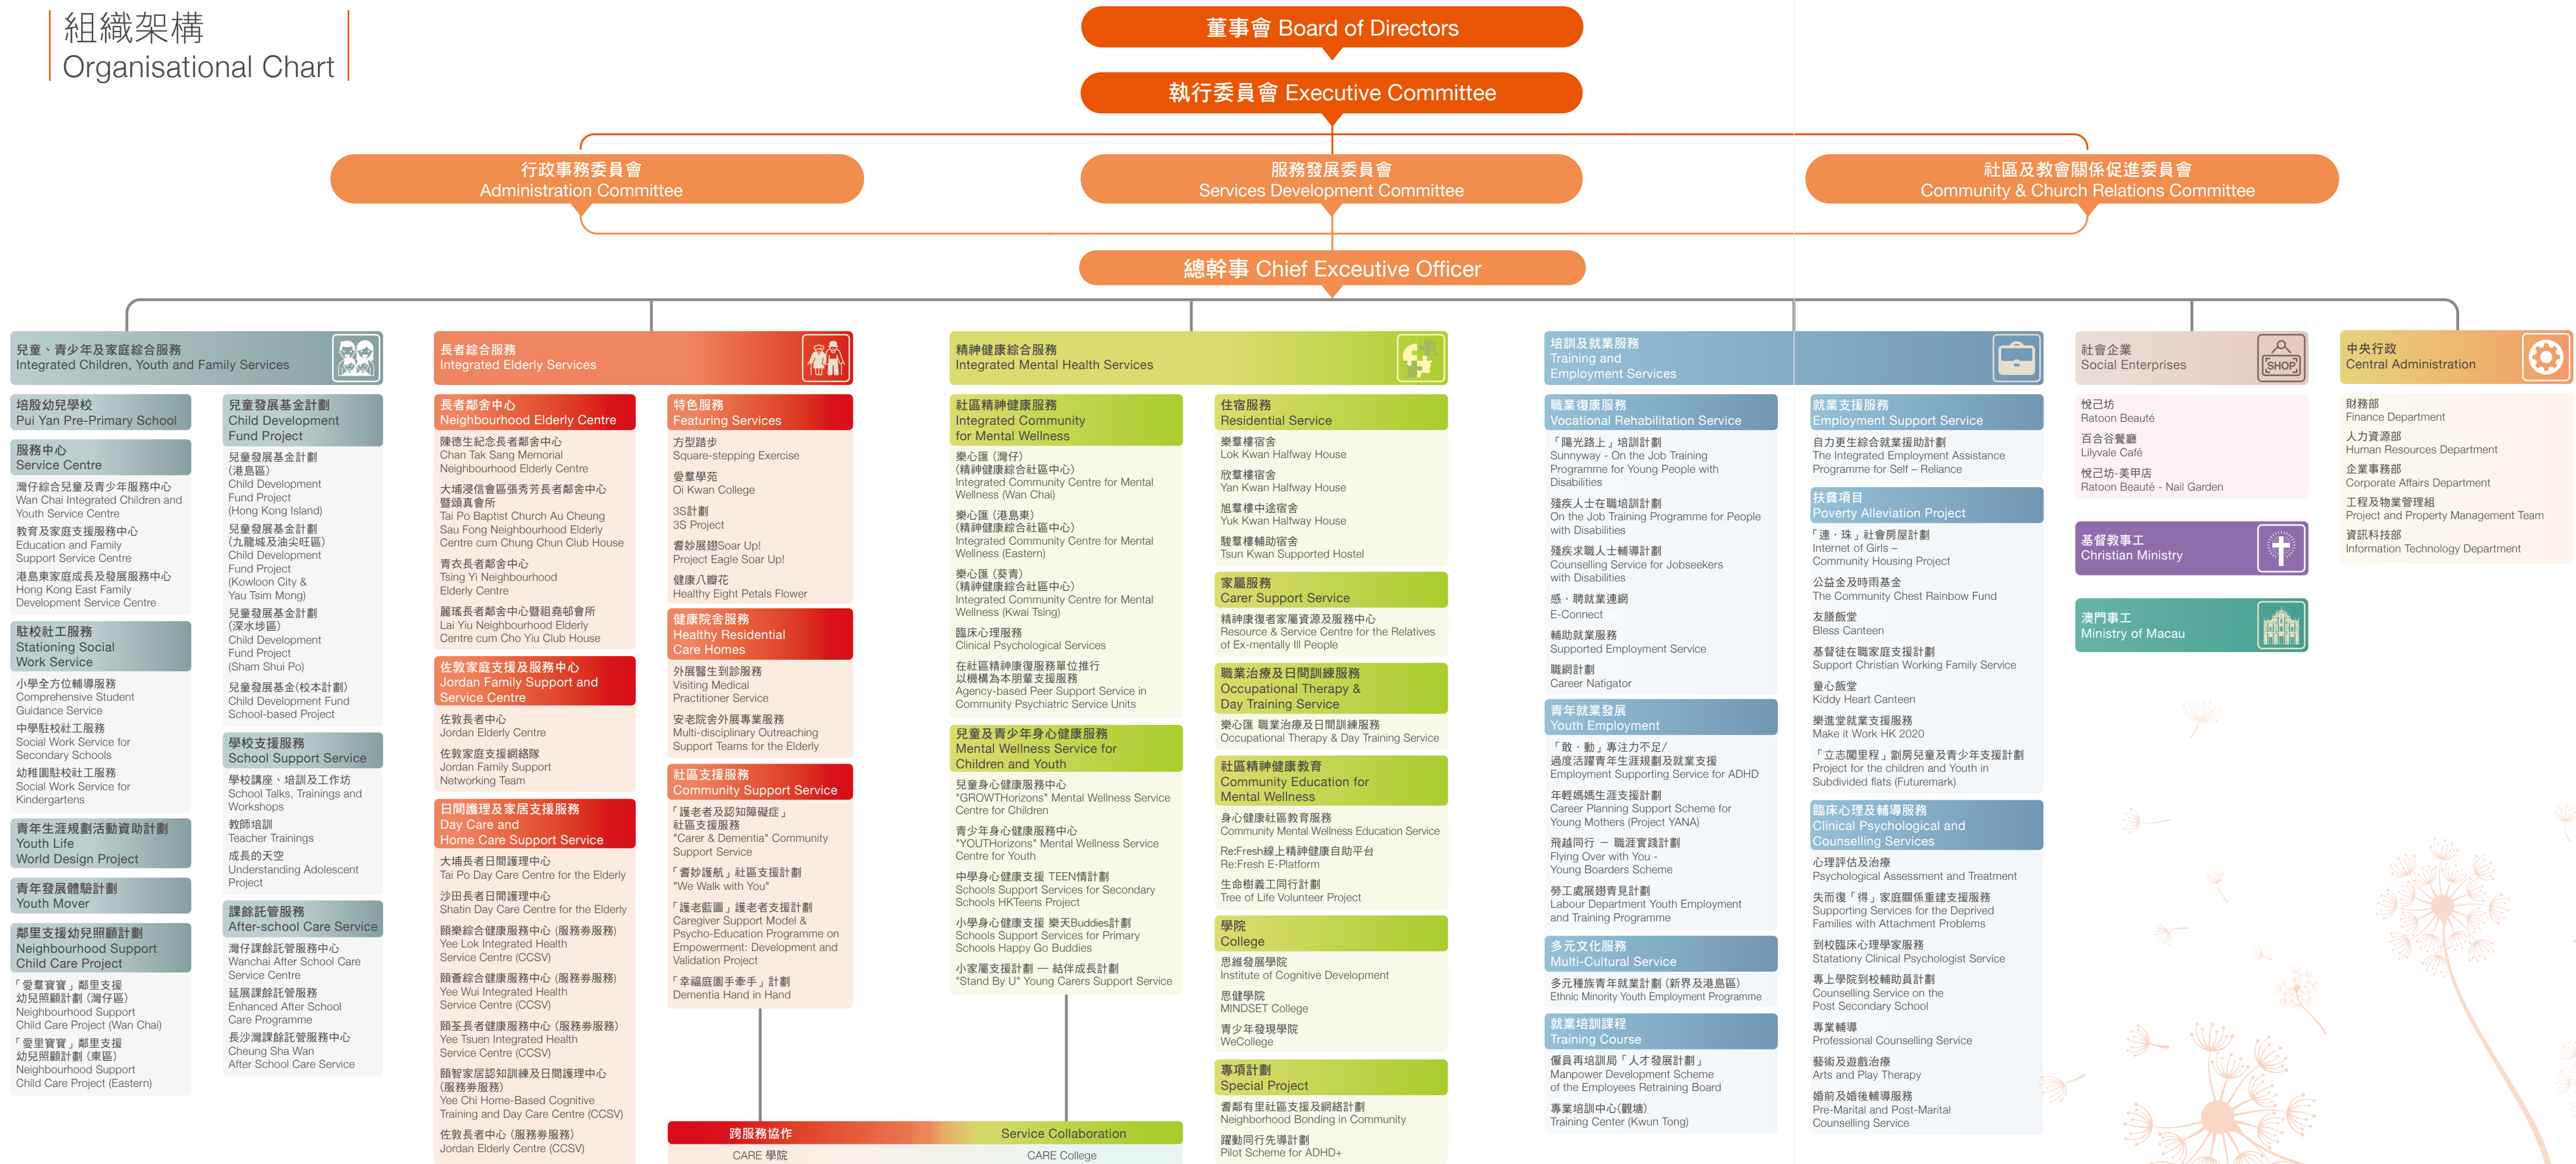 組織架構
Organisational Chart
董事會 Board of Directors
執行委員會 Executive Committee
行政事務委員會
Administration Committee
服務發展委員會
Services Development Committee
社區及教會關係促進委員會
Community & Church Relations Committee
總幹事 Chief Exceutive Officer
兒童、青少年及家庭綜合服務
Integrated Children, Youth and Family Services
培殷幼兒學校
Pui Yan Pre-Primary School
服務中心
Service Centre
灣仔綜合兒童及青少年服務中心
Wan Chai Integrated Children and
Youth Service Centre
教育及家庭支援服務中心
Education and Family
Support Service Centre
港島東家庭成長及發展服務中心
Hong Kong East Family
Development Service Centre
駐校社工服務
Stationing Social
Work Service
小學全方位輔導服務
Comprehensive Student
Guidance Service
中學駐校社工服務
Social Work Service for
Secondary Schools
幼稚園駐校社工服務
Social Work Service for
Kindergartens
青年生涯規劃活動資助計劃
Youth Life
World Design Project
青年發展體驗計劃
Youth Mover
鄰里支援幼兒照顧計劃
Neighbourhood Support
Child Care Project
「愛羣寶寶」鄰里支援
幼兒照顧計劃 (灣仔區)
Neighbourhood Support
Child Care Project (Wan Chai)
「愛里寶寶」鄰里支援
幼兒照顧計劃 (東區)
Neighbourhood Support
Child Care Project (Eastern)
兒童發展基金計劃
Child Development
Fund Project
兒童發展基金計劃
(港島區)
Child Development
Fund Project
(Hong Kong Island)
兒童發展基金計劃
(九龍城及油尖旺區)
Child Development
Fund Project
(Kowloon City &
Yau Tsim Mong)
兒童發展基金計劃
(深水埗區)
Child Development
Fund Project
(Sham Shui Po)
兒童發展基金(校本計劃)
Child Development Fund
School-based Project
學校支援服務
School Support Service
學校講座、培訓及工作坊
School Talks, Trainings and
Workshops
教師培訓
Teacher Trainings
成長的天空
Understanding Adolescent
Project
課餘託管服務
After-school Care Service
灣仔課餘託管服務中心
Wanchai After School Care
Service Centre
延展課餘託管服務
Enhanced After School
Care Programme
長沙灣課餘託管服務中心
Cheung Sha Wan
After School Care Service
長者綜合服務
Integrated Elderly Services
長者鄰舍中心
Neighbourhood Elderly Centre
陳德生紀念長者鄰舍中心
Chan Tak Sang Memorial
Neighbourhood Elderly Centre
大埔浸信會區張秀芳長者鄰舍中心
暨頌真會所
Tai Po Baptist Church Au Cheung
Sau Fong Neighbourhood Elderly
Centre cum Chung Chun Club House
青衣長者鄰舍中心
Tsing Yi Neighbourhood
Elderly Centre
麗瑤長者鄰舍中心暨祖堯邨會所
Lai Yiu Neighbourhood Elderly
Centre cum Cho Yiu Club House
佐敦家庭支援及服務中心
Jordan Family Support and
Service Centre
佐敦長者中心
Jordan Elderly Centre
佐敦家庭支援網絡隊
Jordan Family Support
Networking Team
日間護理及家居支援服務
Day Care and
Home Care Support Service
大埔長者日間護理中心
Tai Po Day Care Centre for the Elderly
沙田長者日間護理中心
Shatin Day Care Centre for the Elderly
頤樂綜合健康服務中心 (服務券服務)
Yee Lok Integrated Health
Service Centre (CCSV)
頤薈綜合健康服務中心 (服務券服務)
Yee Wui Integrated Health
Service Centre (CCSV)
頤荃長者健康服務中心 (服務券服務)
Yee Tsuen Integrated Health
Service Centre (CCSV)
頤智家居認知訓練及日間護理中心
(服務券服務)
Yee Chi Home-Based Cognitive
Training and Day Care Centre (CCSV)
佐敦長者中心 (服務券服務)
Jordan Elderly Centre (CCSV)
特色服務
Featuring Services
方型踏步
Square-stepping Exercise
愛羣學苑
Oi Kwan College
3S計劃
3S Project
耆妙展翅Soar Up!
Project Eagle Soar Up!
健康八瓣花
Healthy Eight Petals Flower
健康院舍服務
Healthy Residential
Care Homes
外展醫生到診服務
Visiting Medical
Practitioner Service
安老院舍外展專業服務
Multi-disciplinary Outreaching
Support Teams for the Elderly
社區支援服務
Community Support Service
「護老者及認知障礙症」
社區支援服務
"Carer & Dementia" Community
Support Service
「耆妙護航」社區支援計劃
"We Walk with You"
「護老藍圖」護老者支援計劃
Caregiver Support Model &
Psycho-Education Programme on
Empowerment: Development and
Validation Project
「幸福庭園手牽手」計劃
Dementia Hand in Hand
跨服務協作 Service Collaboration
CARE 學院 CARE College
精神健康綜合服務
Integrated Mental Health Services
社區精神健康服務
Integrated Community
for Mental Wellness
樂心匯 (灣仔)
(精神健康綜合社區中心)
Integrated Community Centre for Mental
Wellness (Wan Chai)
樂心匯 (港島東)
(精神健康綜合社區中心)
Integrated Community Centre for Mental
Wellness (Eastern)
樂心匯 (葵青)
(精神健康綜合社區中心)
Integrated Community Centre for Mental
Wellness (Kwai Tsing)
臨床心理服務
Clinical Psychological Services
在社區精神康復服務單位推行
以機構為本朋輩支援服務
Agency-based Peer Support Service in
Community Psychiatric Service Units
兒童及青少年身心健康服務
Mental Wellness Service for
Children and Youth
兒童身心健康服務中心
"GROWTHorizons" Mental Wellness Service
Centre for Children
青少年身心健康服務中心
"YOUTHorizons" Mental Wellness Service
Centre for Youth
中學身心健康支援 TEEN情計劃
Schools Support Services for Secondary
Schools HKTeens Project
小學身心健康支援 樂天Buddies計劃
Schools Support Services for Primary
Schools Happy Go Buddies
小家屬支援計劃 — 結伴成長計劃
"Stand By U" Young Carers Support Service
住宿服務
Residential Service
樂羣樓宿舍
Lok Kwan Halfway House
欣羣樓宿舍
Yan Kwan Halfway House
旭羣樓中途宿舍
Yuk Kwan Halfway House
駿羣樓輔助宿舍
Tsun Kwan Supported Hostel
家屬服務
Carer Support Service
精神康復者家屬資源及服務中心
Resource & Service Centre for the Relatives
of Ex-mentally Ill People
職業治療及日間訓練服務
Occupational Therapy &
Day Training Service
樂心匯 職業治療及日間訓練服務
Occupational Therapy & Day Training Service
社區精神健康教育
Community Education for
Mental Wellness
身心健康社區教育服務
Community Mental Wellness Education Service
Re:Fresh線上精神健康自助平台
Re:Fresh E-Platform
生命樹義工同行計劃
Tree of Life Volunteer Project
學院
College
思維發展學院
Institute of Cognitive Development
思健學院
MINDSET College
青少年發現學院
WeCollege
專項計劃
Special Project
耆鄰有里社區支援及網絡計劃
Neighborhood Bonding in Community
躍動同行先導計劃
Pilot Scheme for ADHD+
培訓及就業服務
Training and
Employment Services
職業復康服務
Vocational Rehabilitation Service
「陽光路上」培訓計劃
Sunnyway - On the Job Training
Programme for Young People with
Disabilities
殘疾人士在職培訓計劃
On the Job Training Programme for People
with Disabilities
殘疾求職人士輔導計劃
Counselling Service for Jobseekers
with Disabilities
感．聘就業連網
E-Connect
輔助就業服務
Supported Employment Service
職網計劃
Career Natigator
青年就業發展
Youth Employment
「敢．動」專注力不足/
過度活躍青年生涯規劃及就業支援
Employment Supporting Service for ADHD
年輕媽媽生涯支援計劃
Career Planning Support Scheme for
Young Mothers (Project YANA)
飛越同行 － 職涯實踐計劃
Flying Over with You -
Young Boarders Scheme
勞工處展翅青見計劃
Labour Department Youth Employment
and Training Programme
多元文化服務
Multi-Cultural Service
多元種族青年就業計劃 (新界及港島區)
Ethnic Minority Youth Employment Programme
就業培訓課程
Training Course
僱員再培訓局「人才發展計劃」
Manpower Development Scheme
of the Employees Retraining Board
專業培訓中心(觀塘)
Training Center (Kwun Tong)
就業支援服務
Employment Support Service
自力更生綜合就業援助計劃
The Integrated Employment Assistance
Programme for Self – Reliance
扶貧項目
Poverty Alleviation Project
「連．珠」社會房屋計劃
Internet of Girls –
Community Housing Project
公益金及時雨基金
The Community Chest Rainbow Fund
友膳飯堂
Bless Canteen
基督徒在職家庭支援計劃
Support Christian Working Family Service
童心飯堂
Kiddy Heart Canteen
樂進堂就業支援服務
Make it Work HK 2020
「立志闖里程」劏房兒童及青少年支援計劃
Project for the children and Youth in
Subdivided flats (Futuremark)
臨床心理及輔導服務
Clinical Psychological and
Counselling Services
心理評估及治療
Psychological Assessment and Treatment
失而復「得」家庭關係重建支援服務
Supporting Services for the Deprived
Families with Attachment Problems
到校臨床心理學家服務
Statationy Clinical Psychologist Service
專上學院到校輔助員計劃
Counselling Service on the
Post Secondary School
專業輔導
Professional Counselling Service
藝術及遊戲治療
Arts and Play Therapy
婚前及婚後輔導服務
Pre-Marital and Post-Marital
Counselling Service
社會企業
Social Enterprises
SHOP
悅己坊
Ratoon Beauté
百合谷餐廳
Lilyvale Café
悅己坊-美甲店
Ratoon Beauté - Nail Garden
基督教事工
Christian Ministry
澳門事工
Ministry of Macau
中央行政
Central Administration
財務部
Finance Department
人力資源部
Human Resources Department
企業事務部
Corporate Affairs Department
工程及物業管理組
Project and Property Management Team
資訊科技部
Information Technology Department